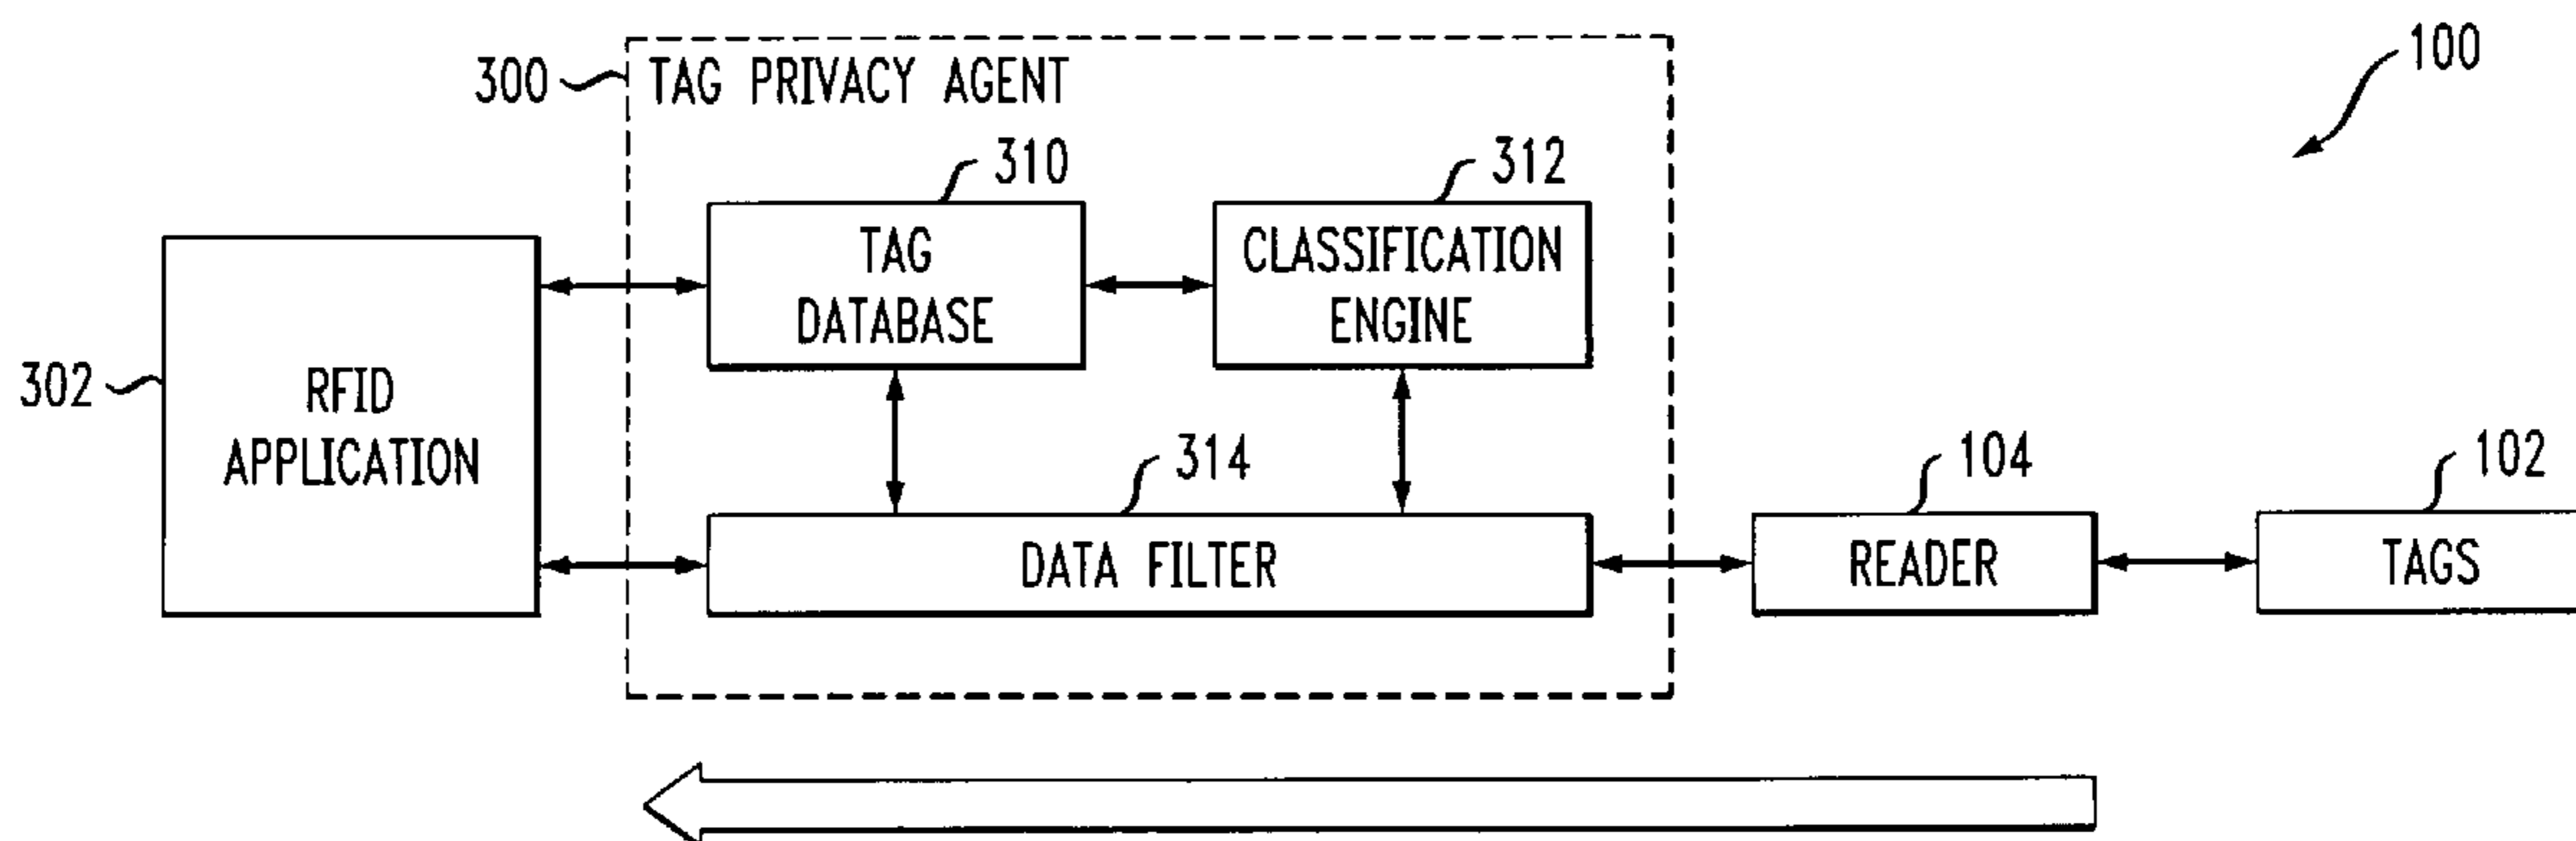 100
300 TAG PRIVACY AGENT
310
312
TAG
DATABASE
CLASSIFICATION
ENGINE
302
RFID
APPLICATION
314
104
102
DATA FILTER
READER
TAGS